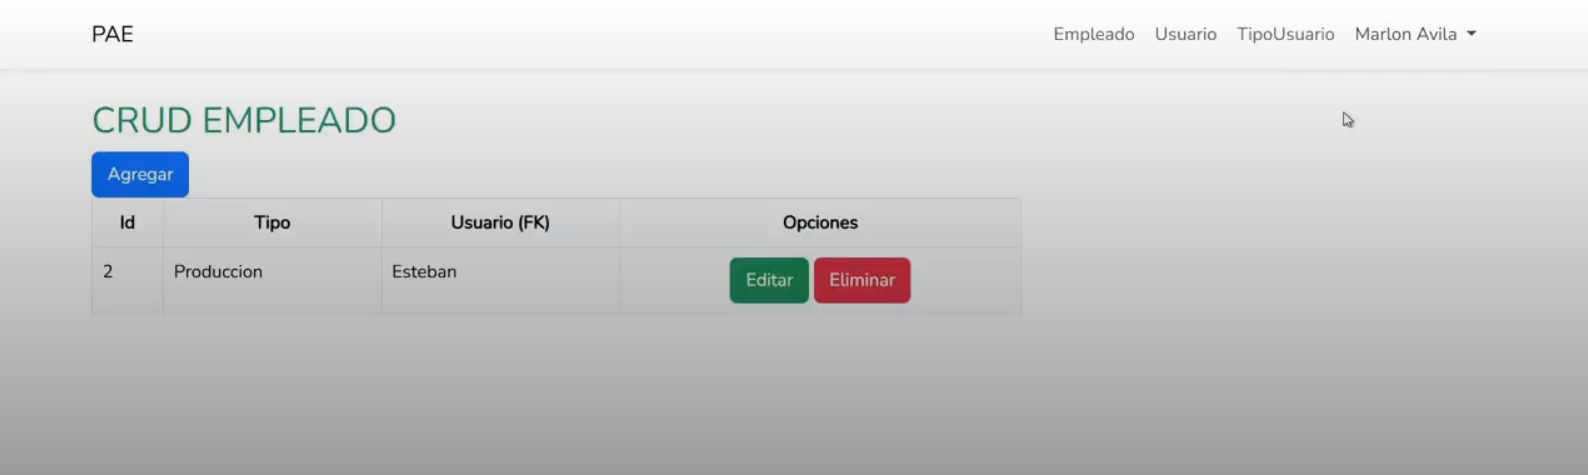 PAE Empleado Usuario TipoUsuario Marlon Avila
CRUD EMPLEADO
Agregar
Id Tipo Usuario (FK) Opciones
2 Produccion Esteban Editar Eliminar